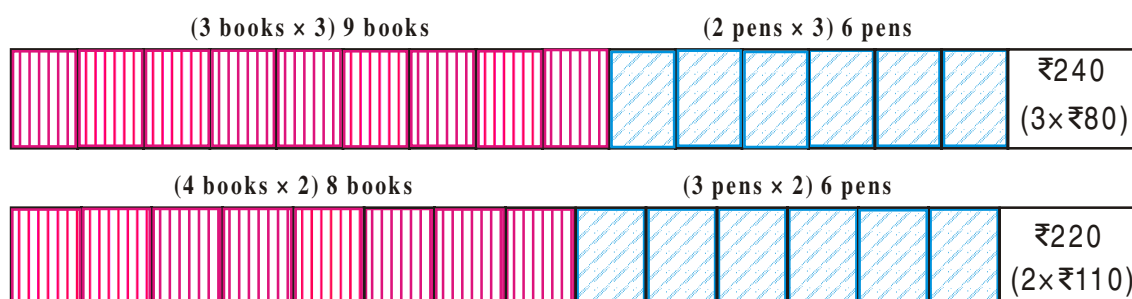 (3 books × 3) 9 books (2 pens × 3) 6 pens
₹240
(3×₹80)
(4 books × 2) 8 books (3 pens × 2) 6 pens
₹220
(2×₹110)